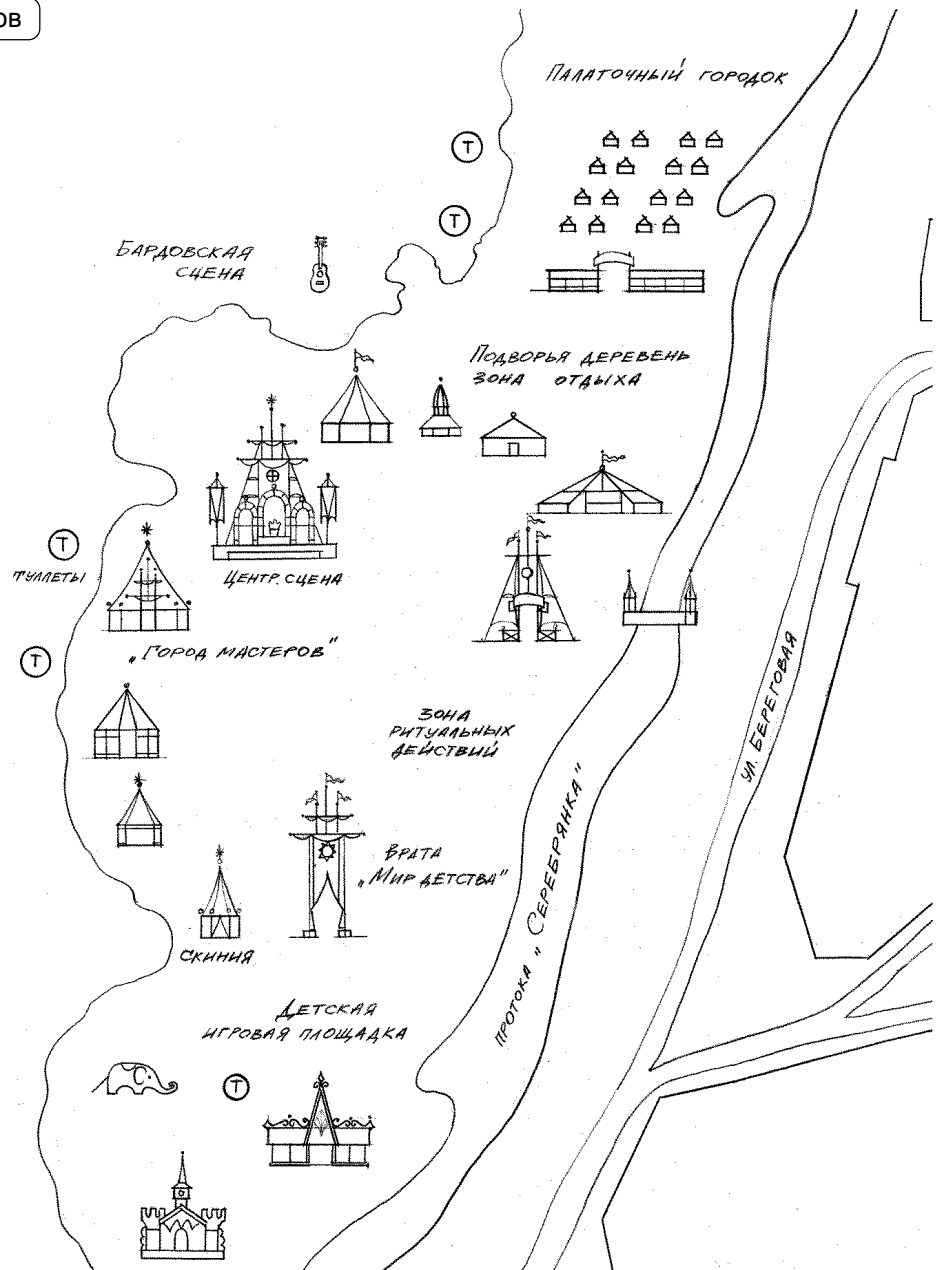 ОВ
ПАЛАТОЧНЫЙ ГОРОДОК
Т
Т
БАРДОВСКАЯ
СЦЕНА
ПОДВОРЬЯ ДЕРЕВЕНЬ
ЗОНА ОТДЫХА
Т
ТУЛЛЕТЫ
ЦЕНТР. СЦЕНА
Т
„ГОРОД МАСТЕРОВ"
УЛ. БЕРЕГОВАЯ
ЗОНА
РИТУАЛЬНЫХ
ДЕЙСТВИЙ
ПРОТОКА „СЕРЕБРЯНКА"
ВРАТА
„МИР ДЕТСТВА"
СКИНИЯ
ДЕТСКАЯ
ИГРОВАЯ ПЛОЩАДКА
Т